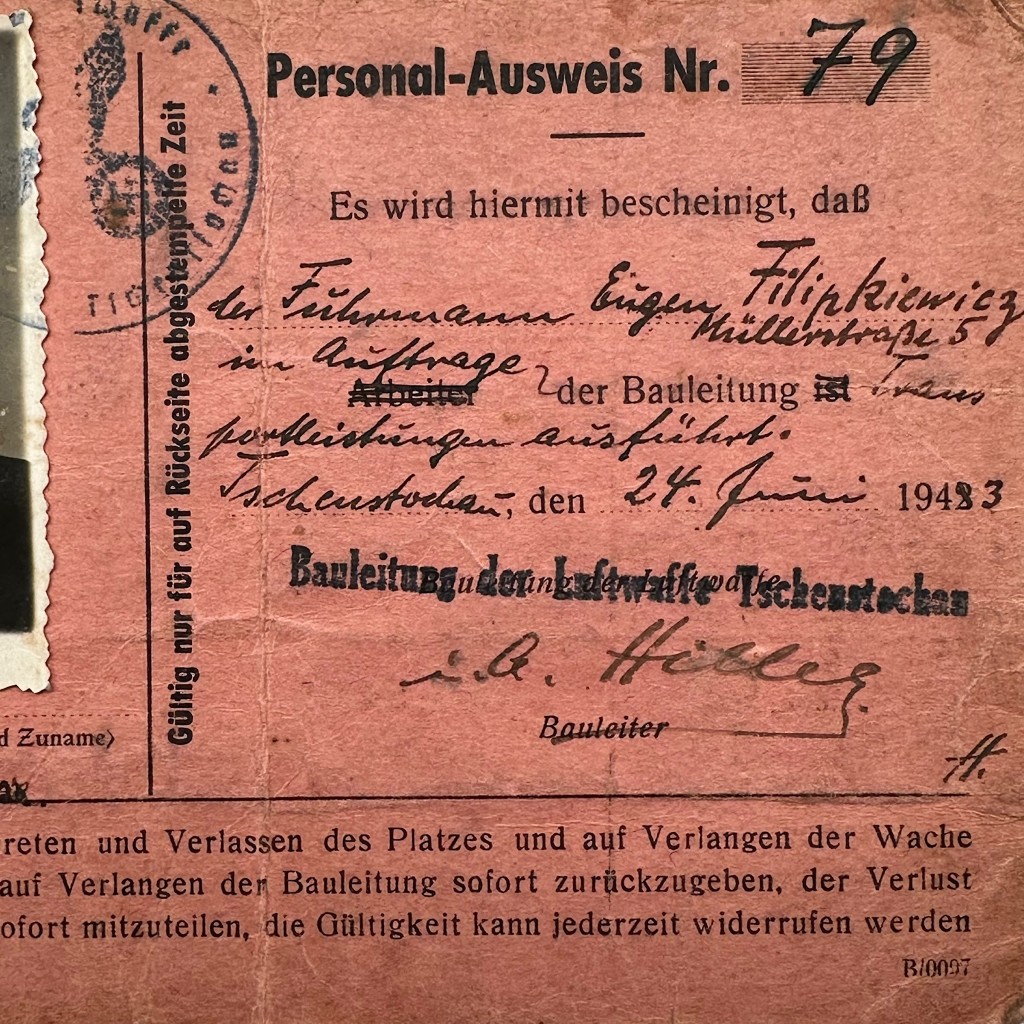 Personal-Ausweis Nr. 79
Es wird hiermit bescheinigt, daß
der Fuhrmann Eugen Filipkiewicz
Müllerstraße 5
im Auftrage
Arbeiter der Bauleitung ist Trans
portleistungen ausführt.
Tschenstochau, den 24. Juni 1943
Bauleitung der Luftwaffe Tschenstochau
Bauleitung der Luftwaffe
i.A.
Bauleiter
H.
Gültig nur für auf Rückseite abgestempelte Zeit
d Zuname)
reten und Verlassen des Platzes und auf Verlangen der Wache
auf Verlangen der Bauleitung sofort zurückzugeben, der Verlust
ofort mitzuteilen, die Gültigkeit kann jederzeit widerrufen werden
B/0097